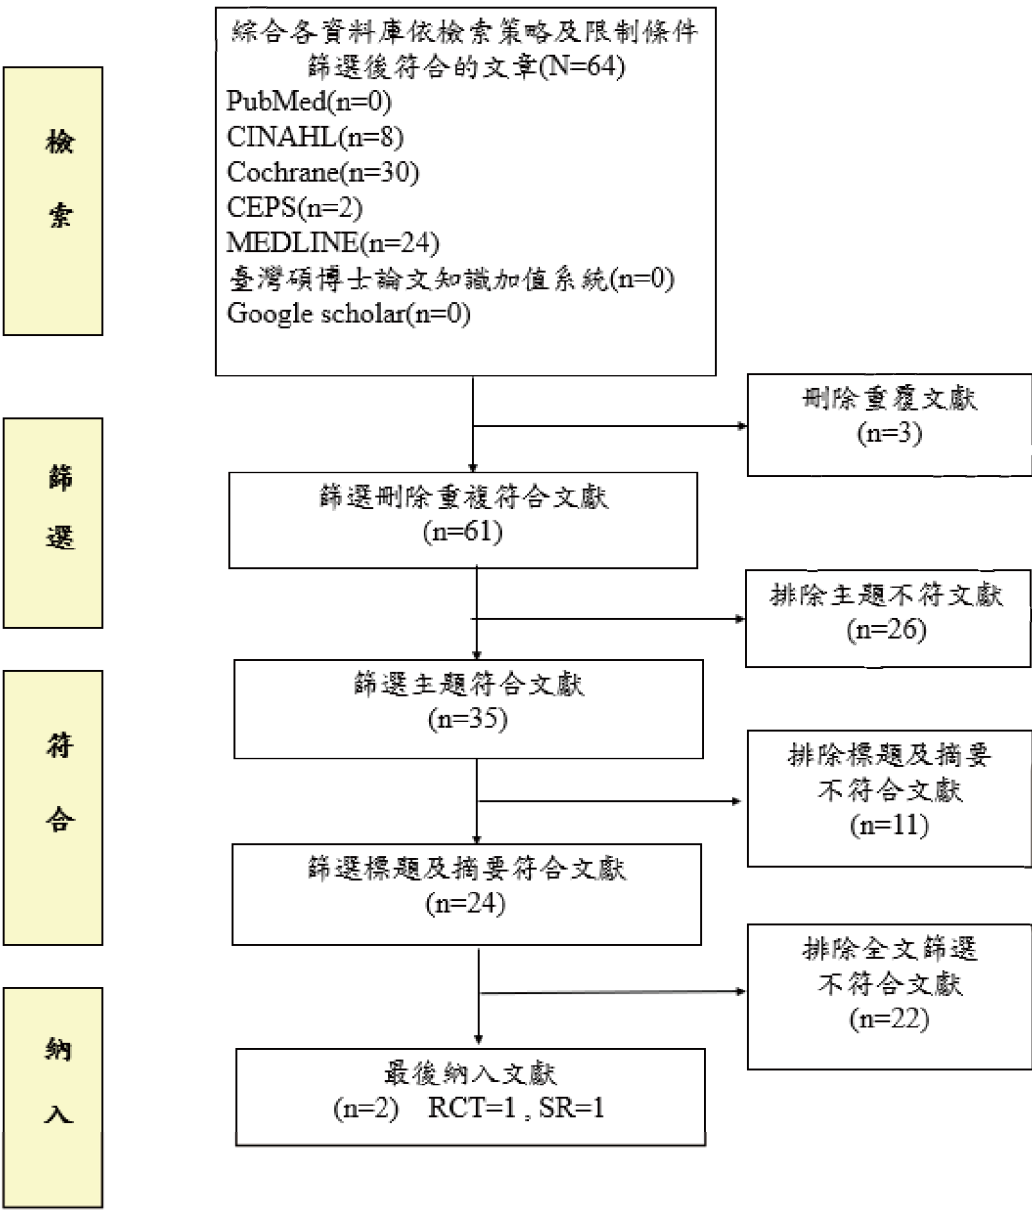 檢
索
綜合各資料庫依檢索策略及限制條件
篩選後符合的文章(N=64)
PubMed(n=0)
CINAHL(n=8)
Cochrane(n=30)
CEPS(n=2)
MEDLINE(n=24)
臺灣碩博士論文知識加值系統(n=0)
Google scholar(n=0)
刪除重覆文獻
(n=3)
篩
選
篩選刪除重複符合文獻
(n=61)
排除主題不符文獻
(n=26)
篩選主題符合文獻
(n=35)
符
合
排除標題及摘要
不符合文獻
(n=11)
篩選標題及摘要符合文獻
(n=24)
排除全文篩選
不符合文獻
(n=22)
納
入
最後納入文獻
(n=2) RCT=1 , SR=1